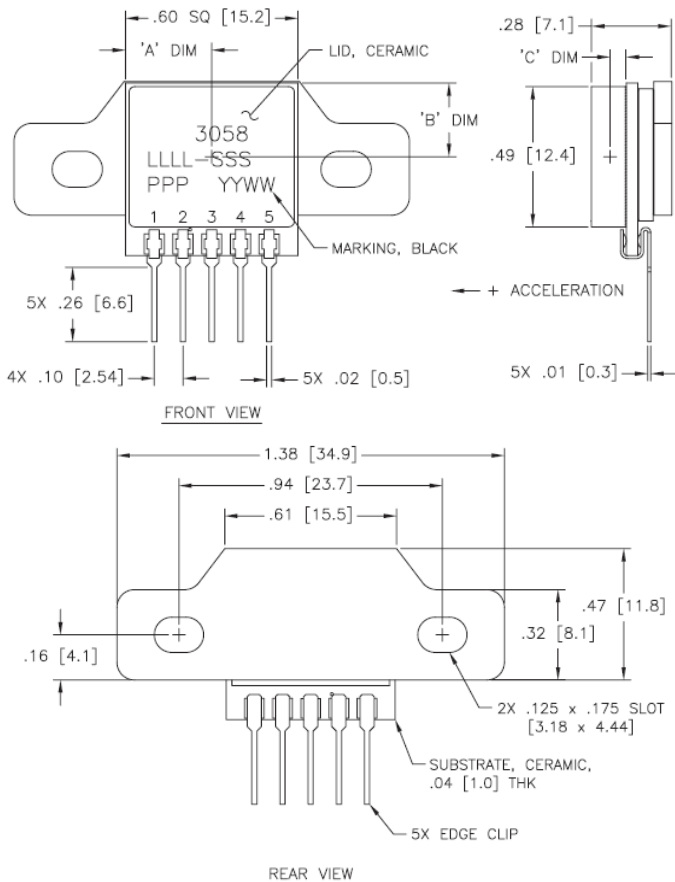 .60 SQ [15.2]
.28 [7.1]
'A' DIM
LID, CERAMIC
'C' DIM
'B' DIM
3058
LLLL-SSS
PPP YYWW
.49 [12.4]
1 2 3 4 5
MARKING, BLACK
5X .26 [6.6]
+ ACCELERATION
4X .10 [2.54]
5X .02 [0.5]
5X .01 [0.3]
FRONT VIEW
1.38 [34.9]
.94 [23.7]
.61 [15.5]
.47 [11.8]
.32 [8.1]
.16 [4.1]
2X .125 x .175 SLOT
[3.18 x 4.44]
SUBSTRATE, CERAMIC,
.04 [1.0] THK
5X EDGE CLIP
REAR VIEW